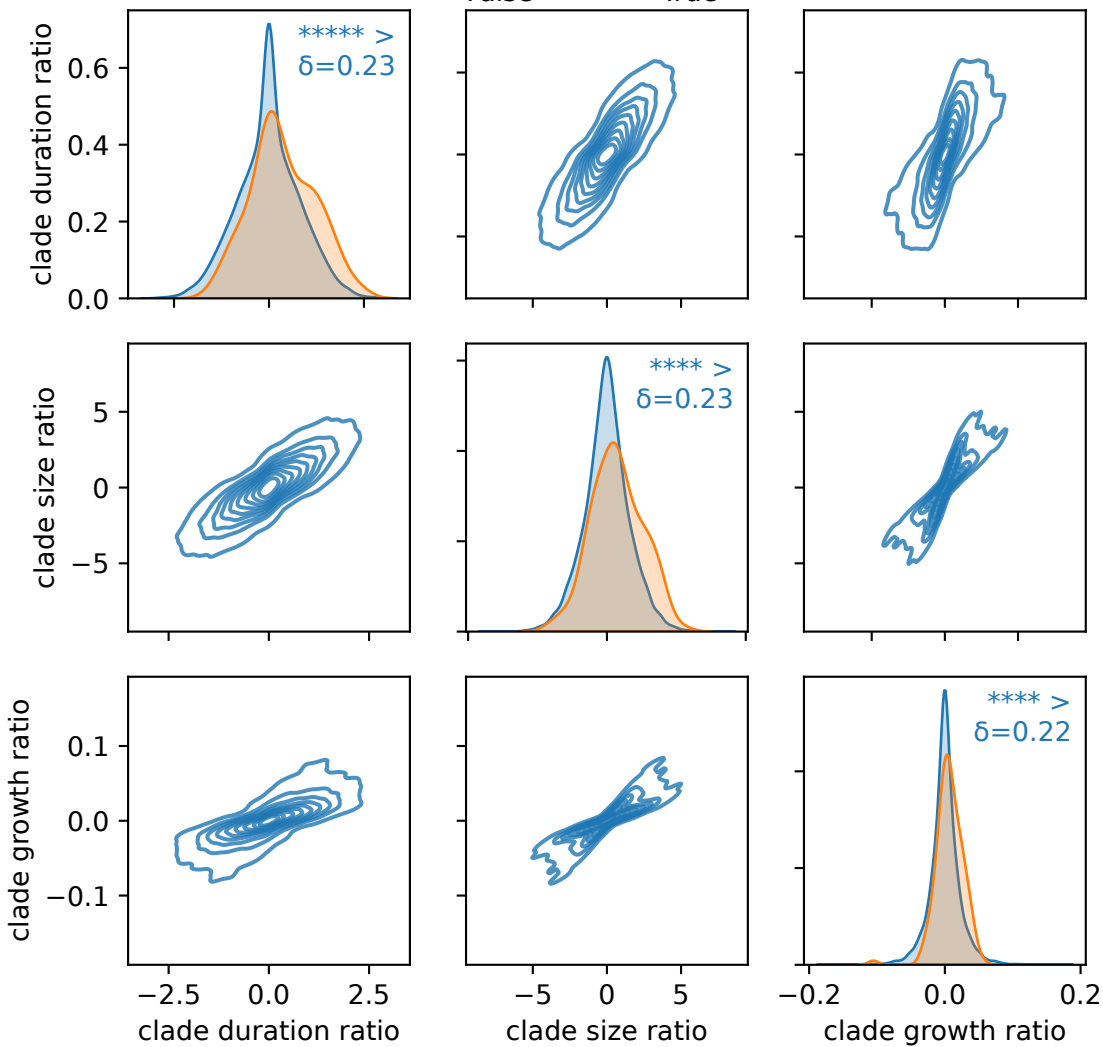 ***** >
δ=0.23
clade duration ratio
0.6
0.4
0.2
0.0
**** >
δ=0.23
clade size ratio
5
0
−5
**** >
δ=0.22
clade growth ratio
0.1
0.0
−0.1
−2.5 0.0 2.5
−5 0 5
−0.2 0.0 0.2
clade duration ratio
clade size ratio
clade growth ratio